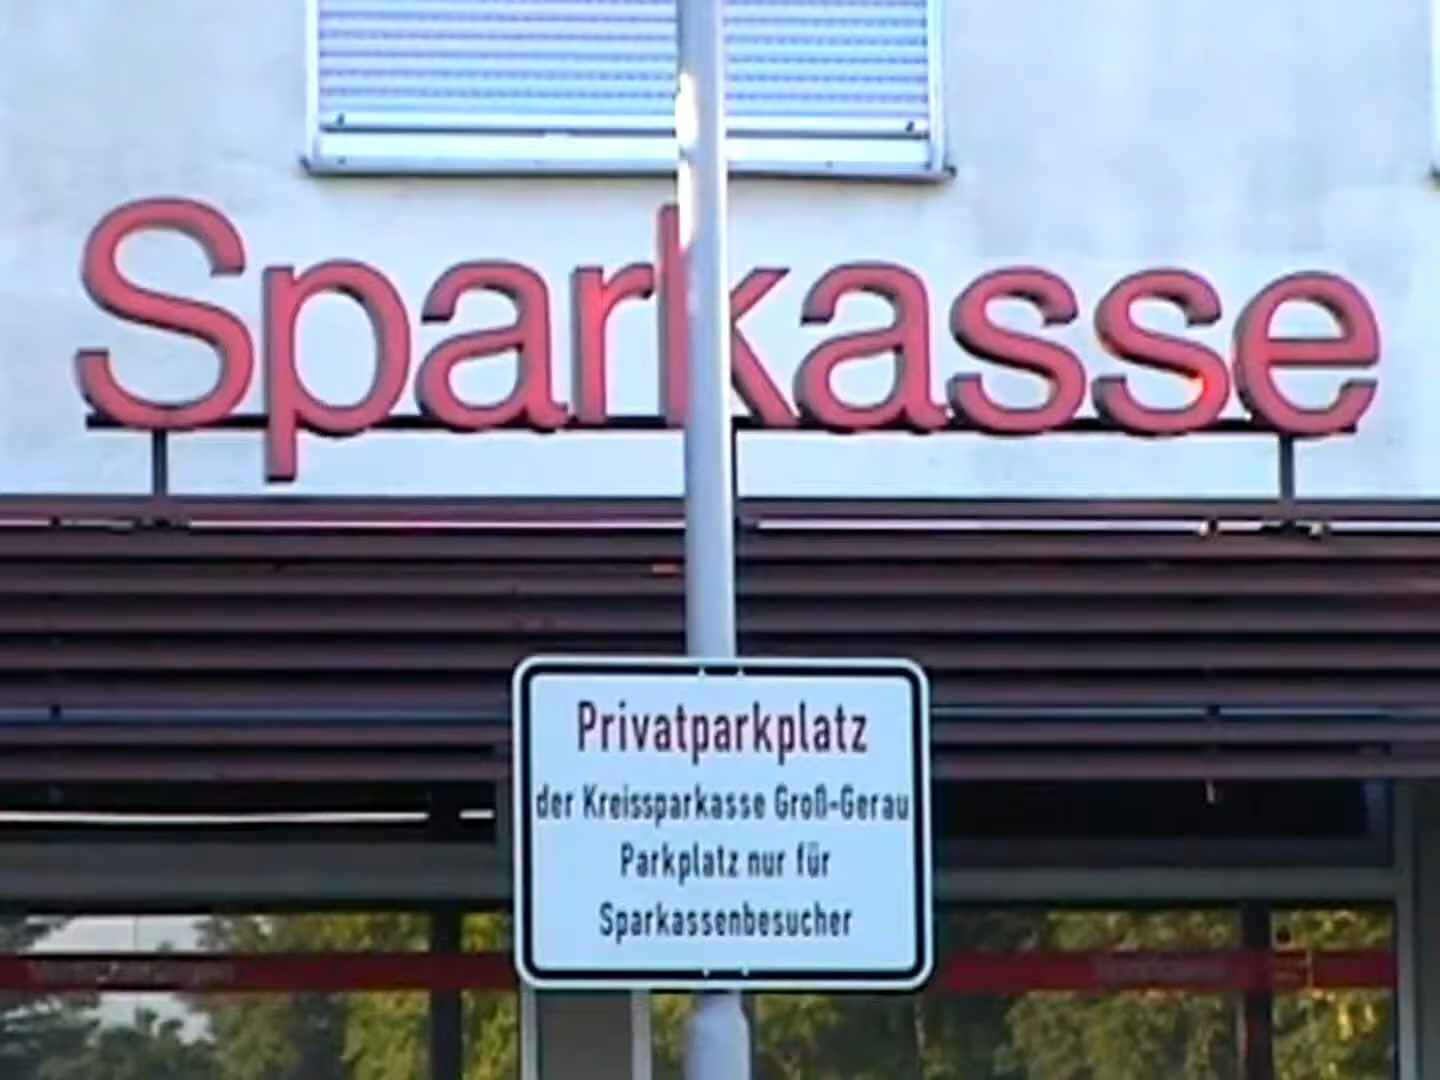 Sparkasse
Privatparkplatz
der Kreissparkasse Groß-Gerau
Parkplatz nur für
Sparkassenbesucher